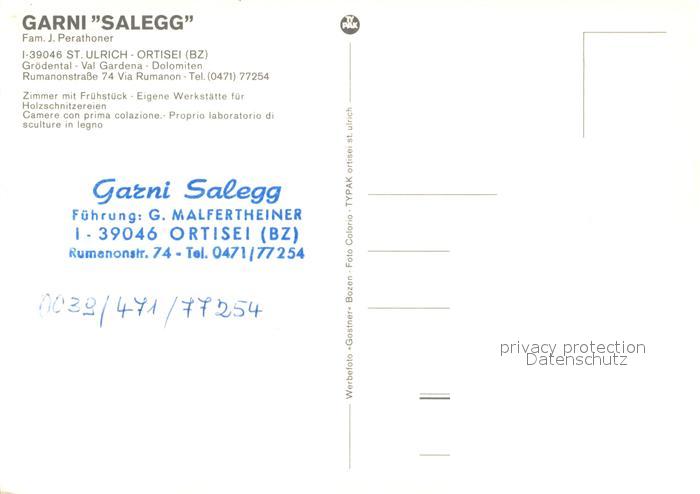 GARNI "SALEGG"
Fam. J. Perathoner
I-39046 ST. ULRICH - ORTISEI (BZ)
Grödental - Val Gardena - Dolomiten
Rumanonstraße 74 Via Rumanon - Tel. (0471) 77254
Zimmer mit Frühstück - Eigene Werkstätte für
Holzschnitzereien
Camere con prima colazione.- Proprio laboratorio di
sculture in legno
Garni Salegg
Führung: G. MALFERTHEINER
I - 39046 ORTISEI (BZ)
Rumanonstr. 74 - Tel. 0471/77254
0039/471/77254
TY
PAK
Werbefoto «Gostner» Bozen - Foto Colorio - TYPAK ortisei st. ulrich
privacy protection
Datenschutz